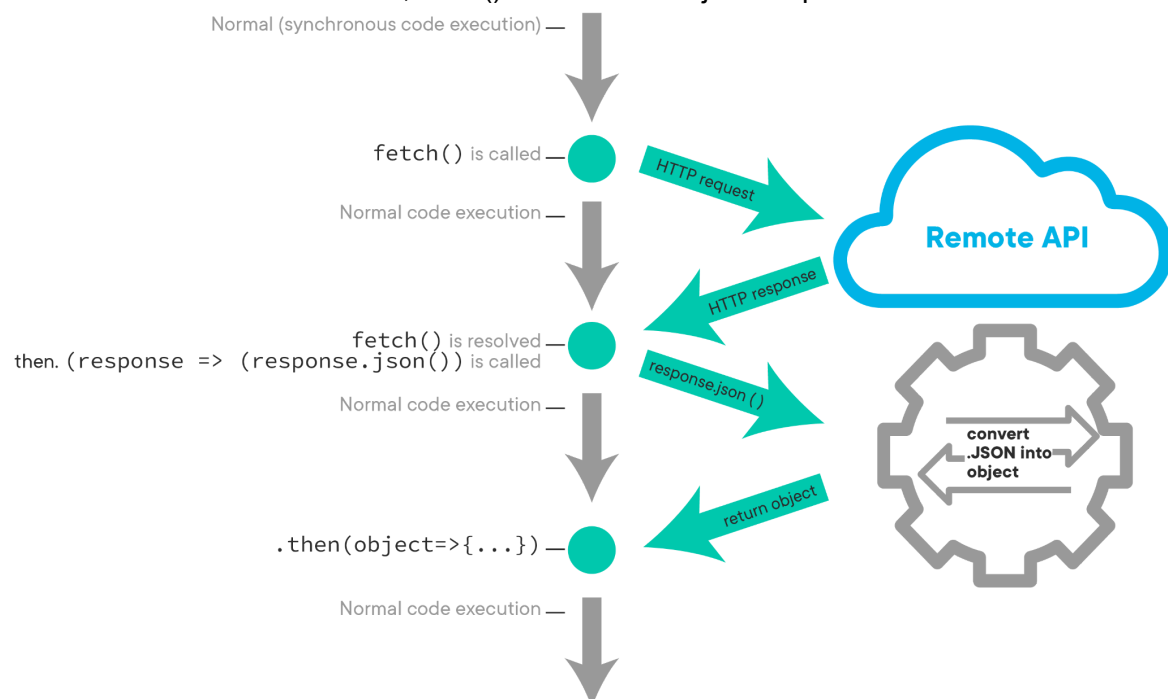 Normal (synchronous code execution)
fetch() is called
HTTP request
Normal code execution
Remote API
HTTP response
fetch() is resolved
then. (response => (response.json()) is called
response.json ( )
Normal code execution
convert
.JSON into
object
return object
.then(object=>{...})
Normal code execution